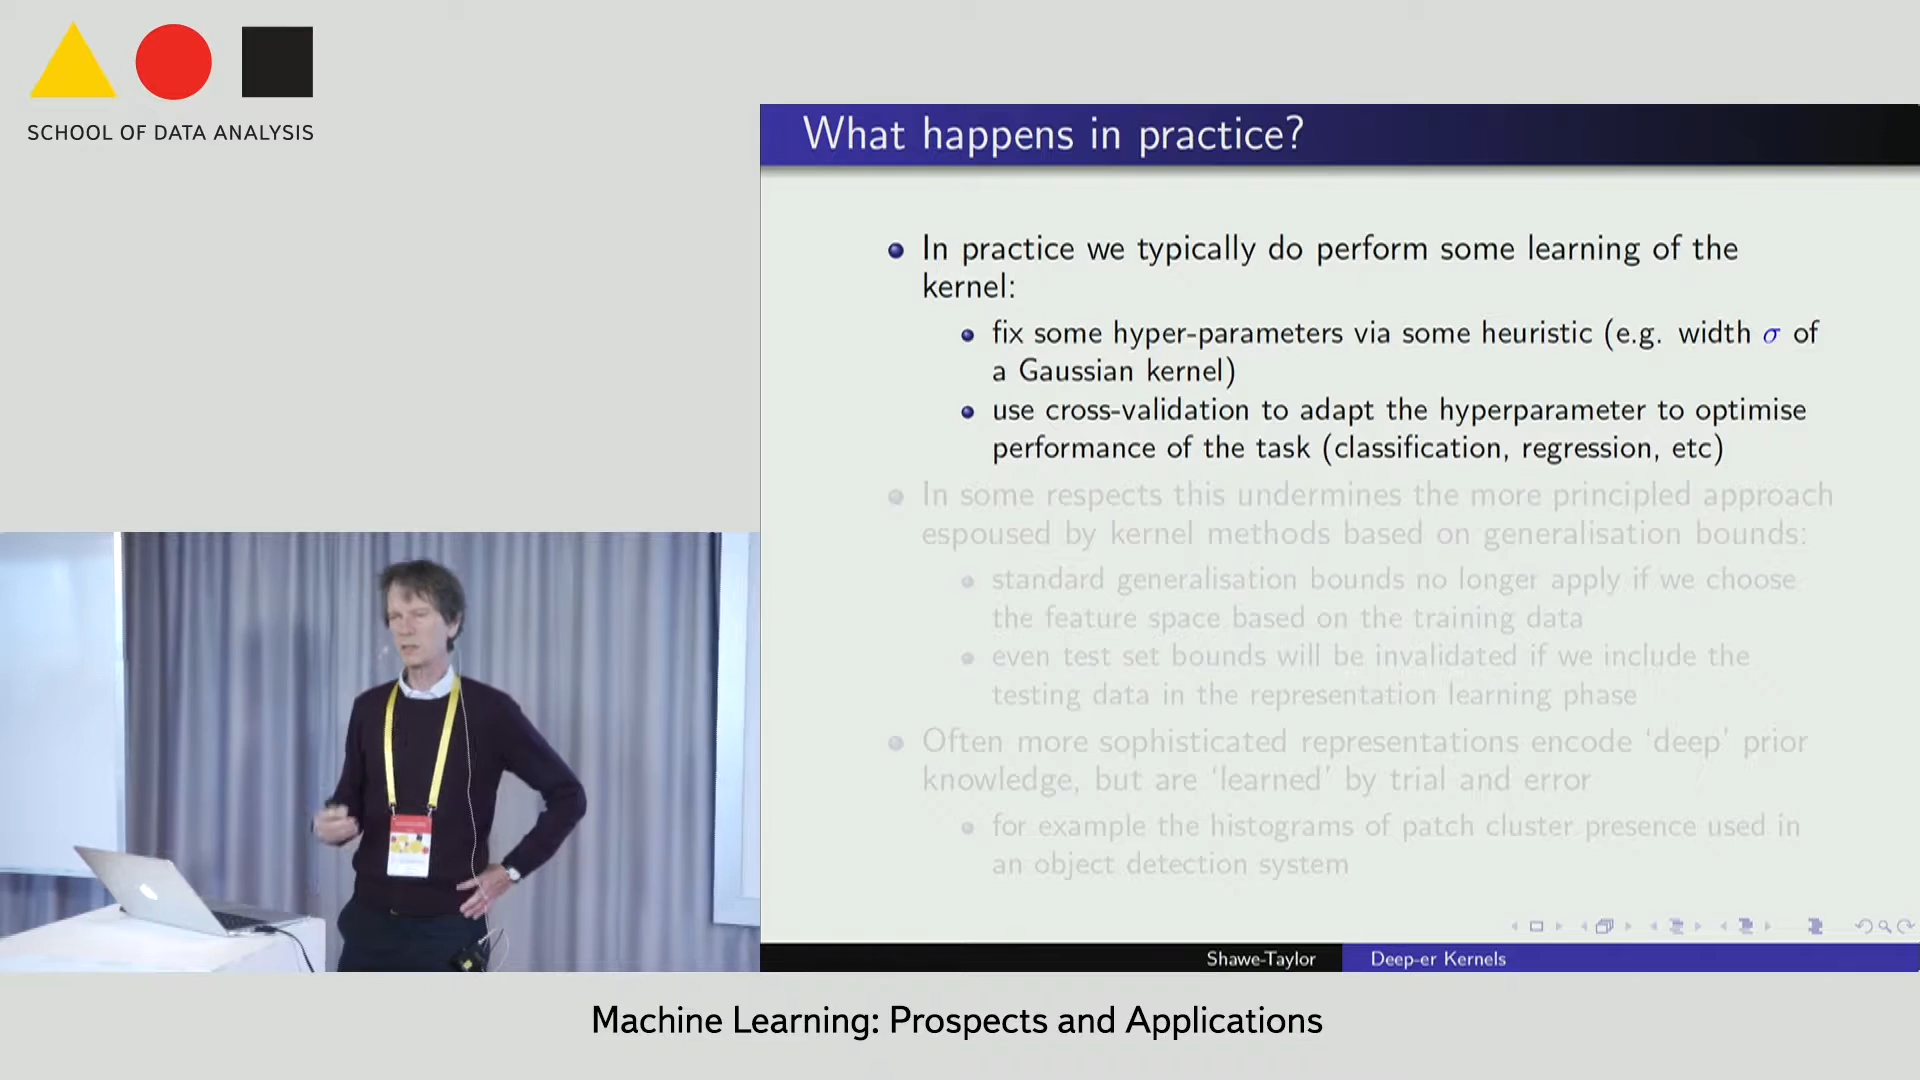 SCHOOL OF DATA ANALYSIS
What happens in practice?
In practice we typically do perform some learning of the
kernel:
fix some hyper-parameters via some heuristic (e.g. width σ of
a Gaussian kernel)
use cross-validation to adapt the hyperparameter to optimise
performance of the task (classification, regression, etc)
In some respects this undermines the more principled approach
espoused by kernel methods based on generalisation bounds:
standard generalisation bounds no longer apply if we choose
the feature space based on the training data
even test set bounds will be invalidated if we include the
testing data in the representation learning phase
Often more sophisticated representations encode ‘deep’ prior
knowledge, but are ‘learned’ by trial and error
for example the histograms of patch cluster presence used in
an object detection system
Shawe-Taylor
Deep-er Kernels
Machine Learning: Prospects and Applications